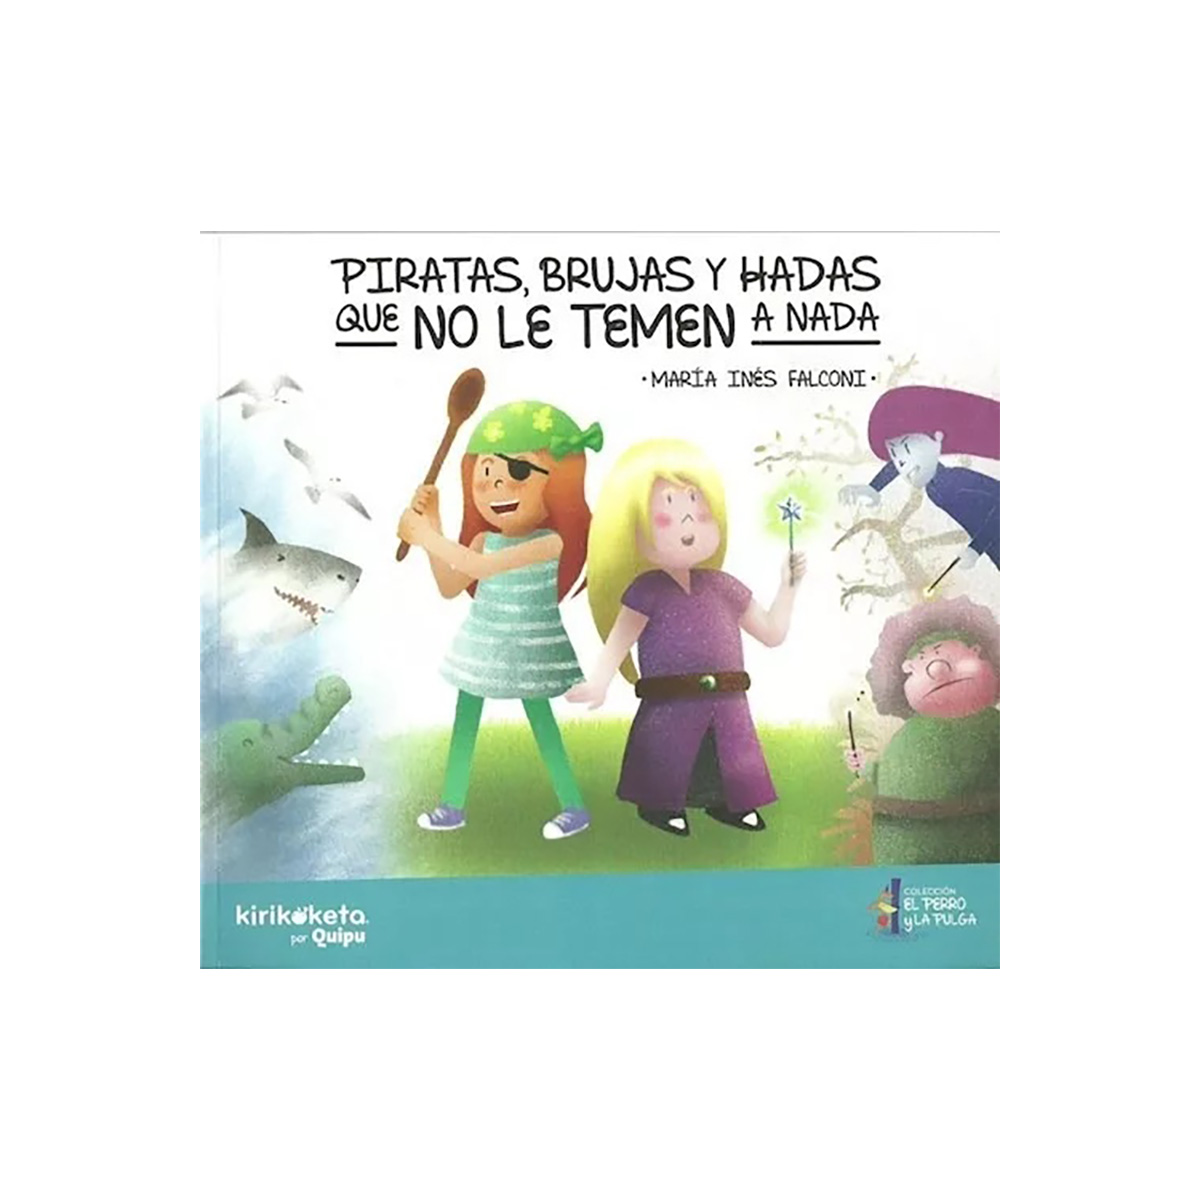 PIRATAS, BRUJAS Y HADAS
QUE NO LE TEMEN A NADA
·MARÍA INÉS FALCONI·
kirikoketa®
por Quipu
COLECCIÓN
EL PERRO
y LA PULGA